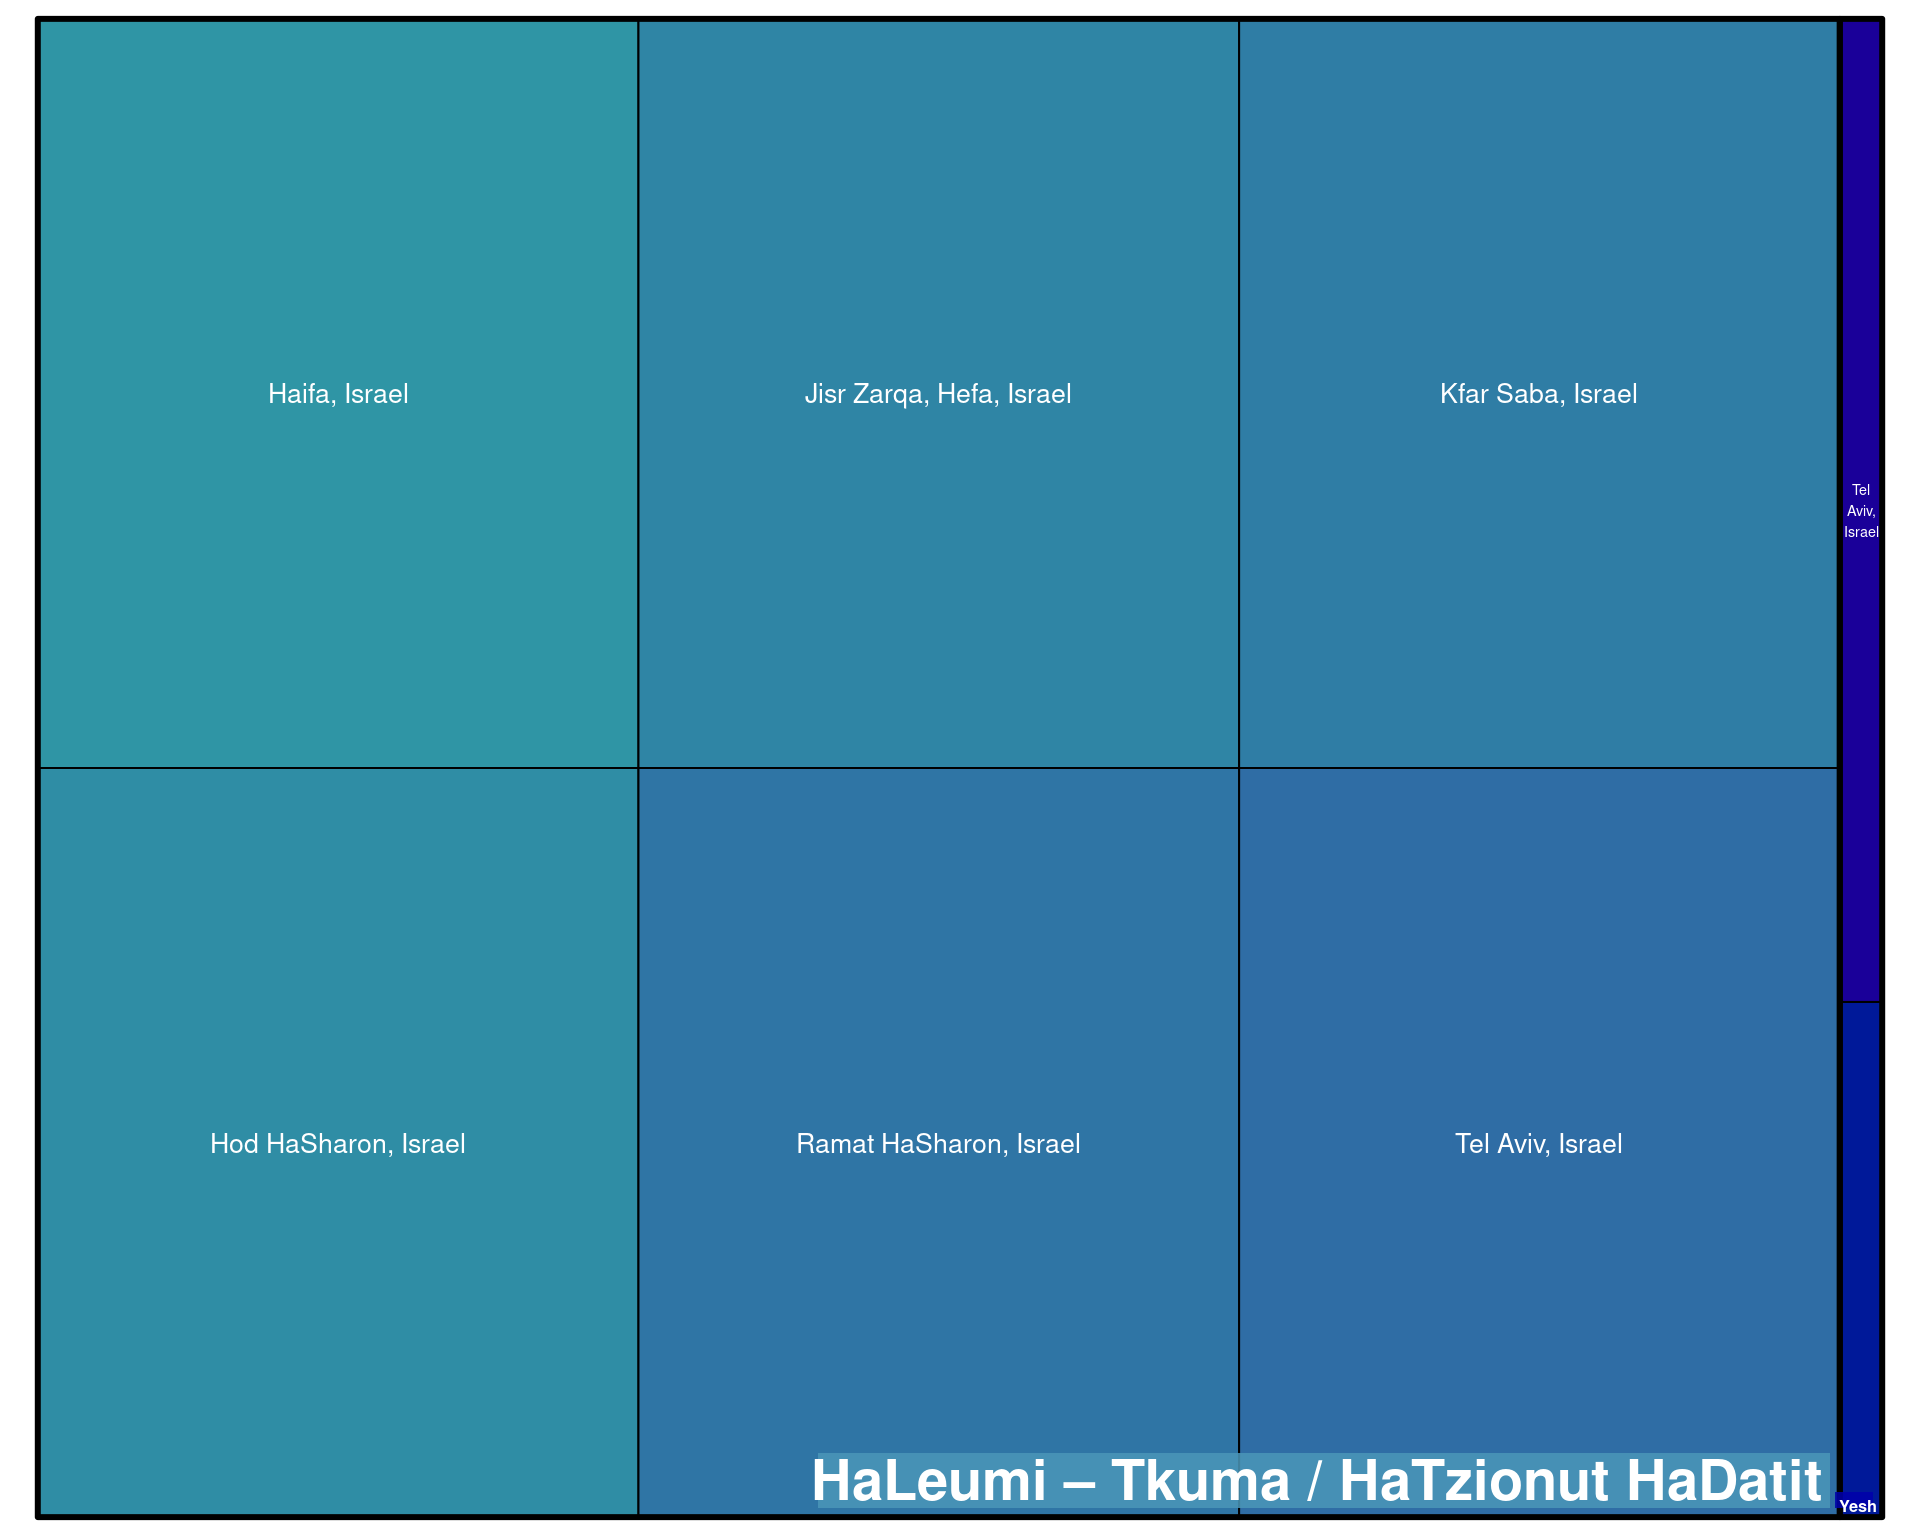 Haifa, Israel
Jisr Zarqa, Hefa, Israel
Kfar Saba, Israel
Tel
Aviv,
Israel
Hod HaSharon, Israel
Ramat HaSharon, Israel
Tel Aviv, Israel
HaLeumi – Tkuma / HaTzionut HaDatit
Yesh